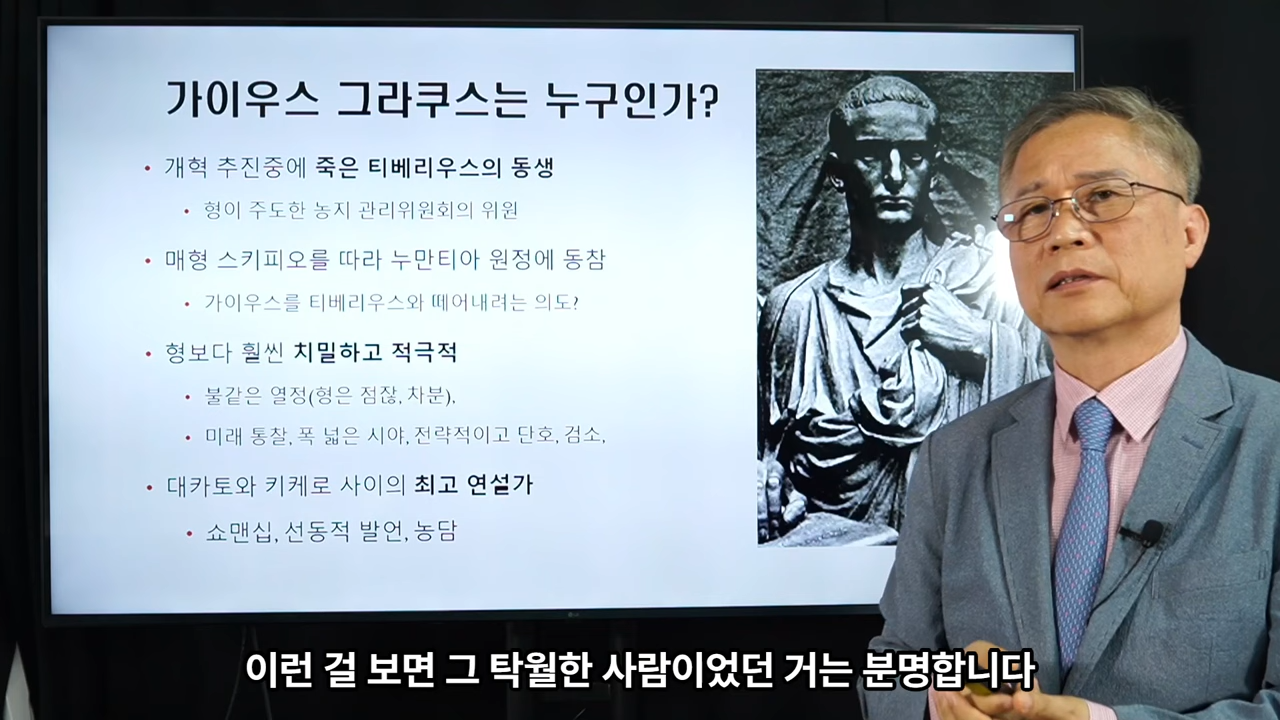 가이우스 그라쿠스는 누구인가?
• 개혁 추진중에 죽은 티베리우스의 동생
• 형이 주도한 농지 관리위원회의 위원
• 매형 스키피오를 따라 누만티아 원정에 동참
• 가이우스를 티베리우스와 떼어내려는 의도?
• 형보다 훨씬 치밀하고 적극적
• 불같은 열정(형은 점잖, 차분).
• 미래 통찰, 폭 넓은 시야, 전략적이고 단호, 검소,
• 대카토와 키케로 사이의 최고 연설가
• 쇼맨십, 선동적 발언, 농담
LG
이런 걸 보면 그 탁월한 사람이었던 거는 분명합니다